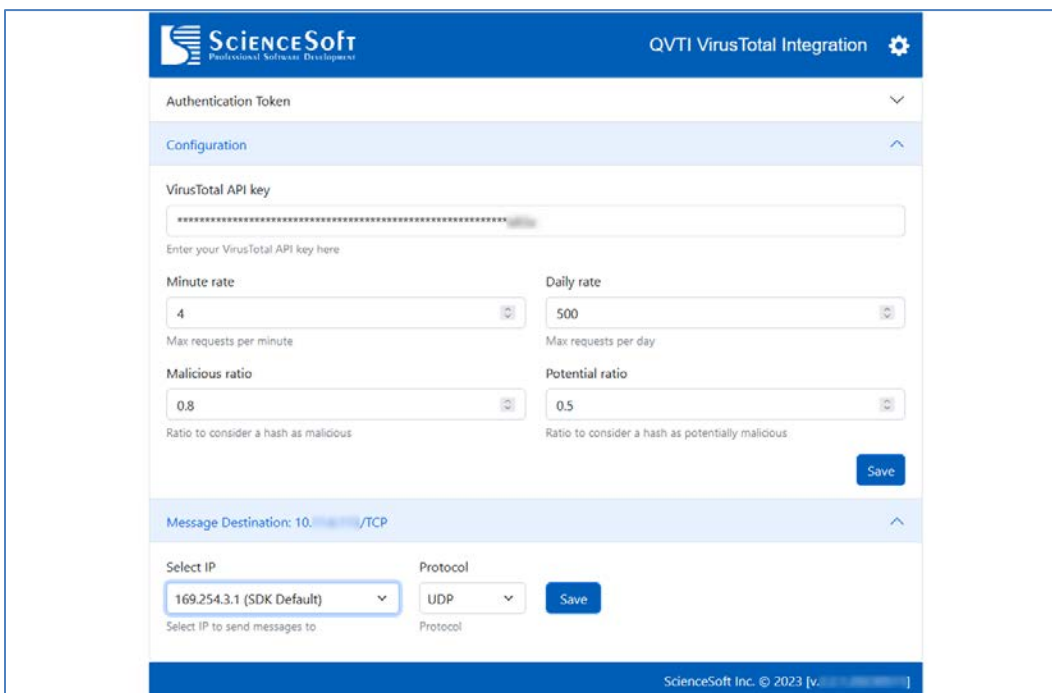 SCIENCESOFT
Professional Software Development
QVTI VirusTotal Integration
Authentication Token
Configuration
VirusTotal API key
Enter your VirusTotal API key here
Minute rate
Daily rate
4
500
Max requests per minute
Max requests per day
Malicious ratio
Potential ratio
0.8
0.5
Ratio to consider a hash as malicious
Ratio to consider a hash as potentially malicious
Save
Message Destination: 10. /TCP
Select IP
Protocol
169.254.3.1 (SDK Default)
UDP
Save
Select IP to send messages to
Protocol
ScienceSoft Inc. © 2023 [v. ]